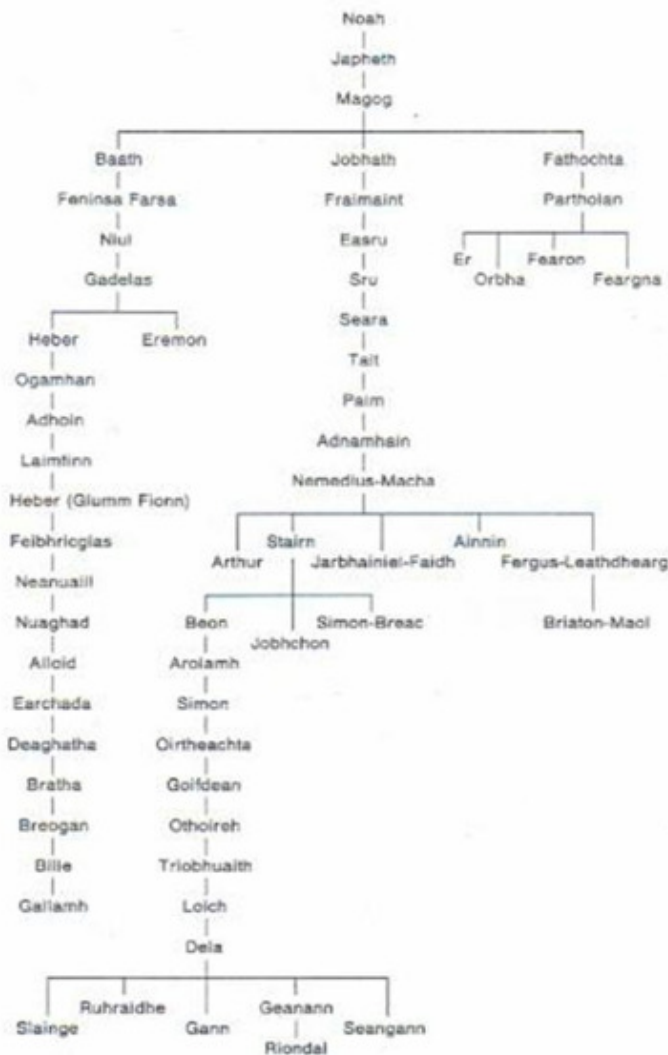 Noah
Japheth
Magog
Baath Jobhath Fathochta
Feninsa Farsa Fraimaint Partholan
Niul Easru Er Fearon
Gadelas Sru Orbha Feargna
Heber Eremon Seara
Ogamhan Tait
Adhoin Paim
Laimfinn Adnamhain
Heber (Glumm Fionn) Nemedius-Macha
Feibhrioglas Stairn Ainnin
Arthur Jarbhainiel-Faidh Fergus-Leathdhearg
Neanuaill
Nuaghad Beon Simon-Breac Briaton-Maol
Jobhchon
Alloid Arolamh
Earchada Simon
Deaghatha Oirtheachta
Bratha Goifdean
Breogan Othoireh
Bille Triobhuaith
Gallamh Loich
Dela
Ruhraidhe Geanann
Slainge Gann Seangann
Riondal